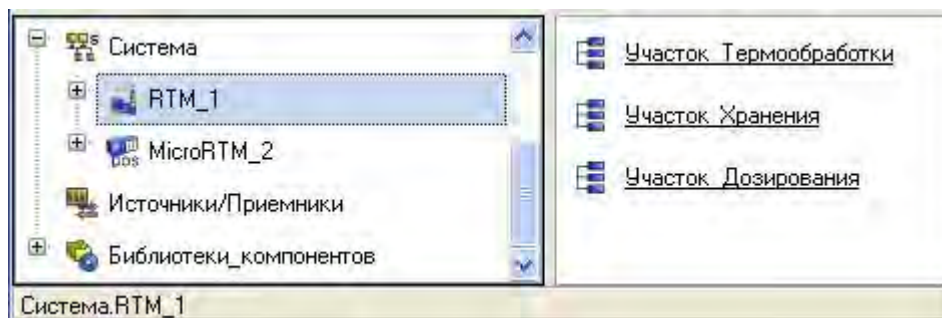 Система
RTM_1
MicroRTM_2
Источники/Приемники
Библиотеки_компонентов
Участок_Термообработки
Участок_Хранения
Участок_Дозирования
Система.RTM_1